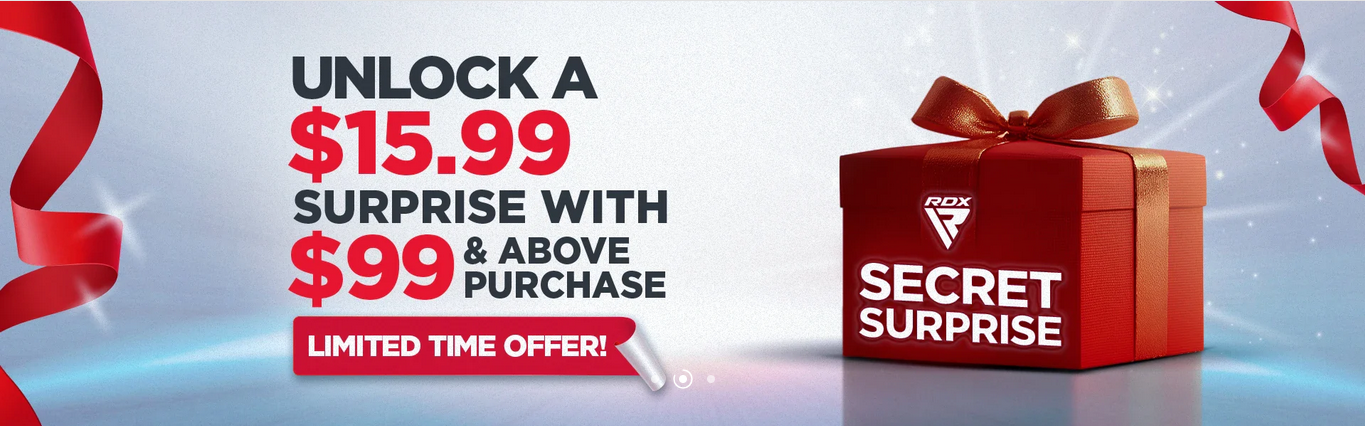 UNLOCK A
$15.99
SURPRISE WITH
$99 & ABOVE
PURCHASE
LIMITED TIME OFFER!
RDX
SECRET
SURPRISE